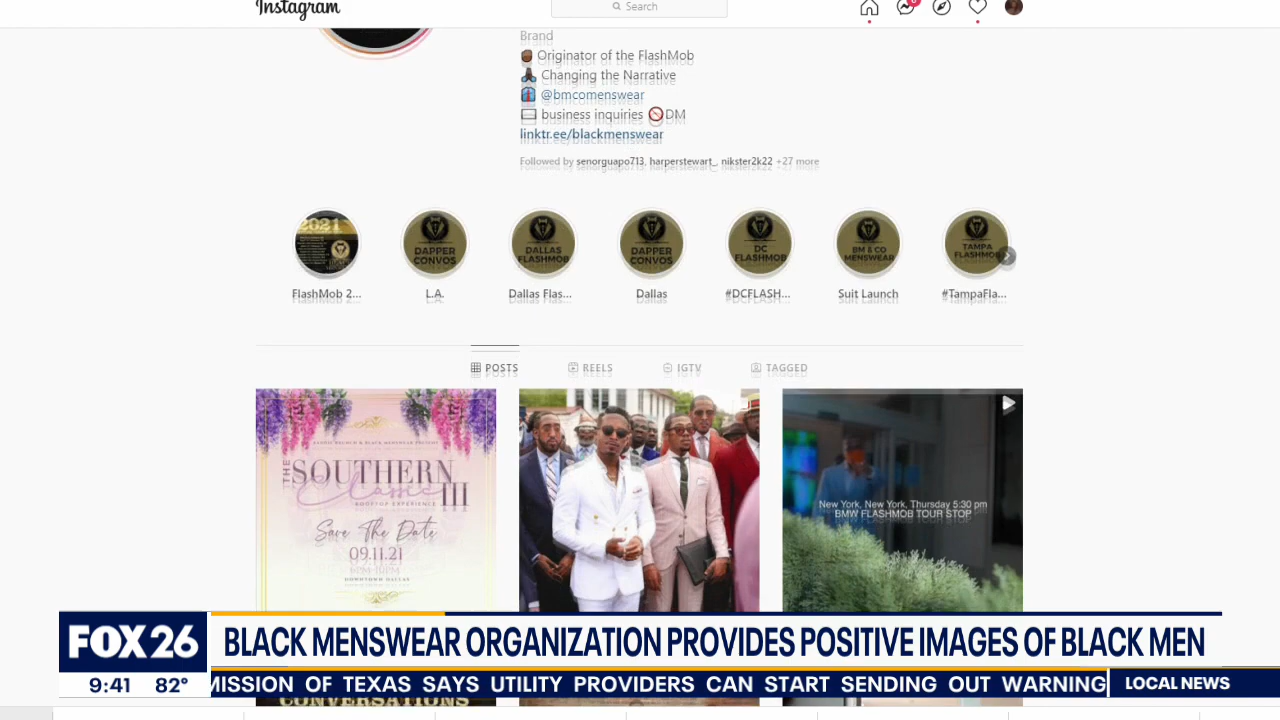 Instagram
Search
Brand
Originator of the FlashMob
Changing the Narrative
@bmcomenswear
business inquiries 🚫DM
linktr.ee/blackmenswear
Followed by senorguapo713, harperstewart_, nikster2k22 +27 more
2021
DAPPER CONVOS
DALLAS FLASHMOB
DAPPER CONVOS
DC FLASHMOB
BM & CO MENSWEAR
TAMPA FLASHMOB
FlashMob 2...
L.A.
Dallas Flas...
Dallas
#DCFLASH...
Suit Launch
#TampaFla...
POSTS
REELS
IGTV
TAGGED
THE SOUTHERN
Classic III
ROOFTOP EXPERIENCE
Save The Date
09.11.21
DOWNTOWN DALLAS
New York, New York, Thursday 5:30 pm
BMW FLASHMOB TOUR STOP
CONVERSATIONS
FOX 26
BLACK MENSWEAR ORGANIZATION PROVIDES POSITIVE IMAGES OF BLACK MEN
9:41 82°
MISSION OF TEXAS SAYS UTILITY PROVIDERS CAN START SENDING OUT WARNING
LOCAL NEWS